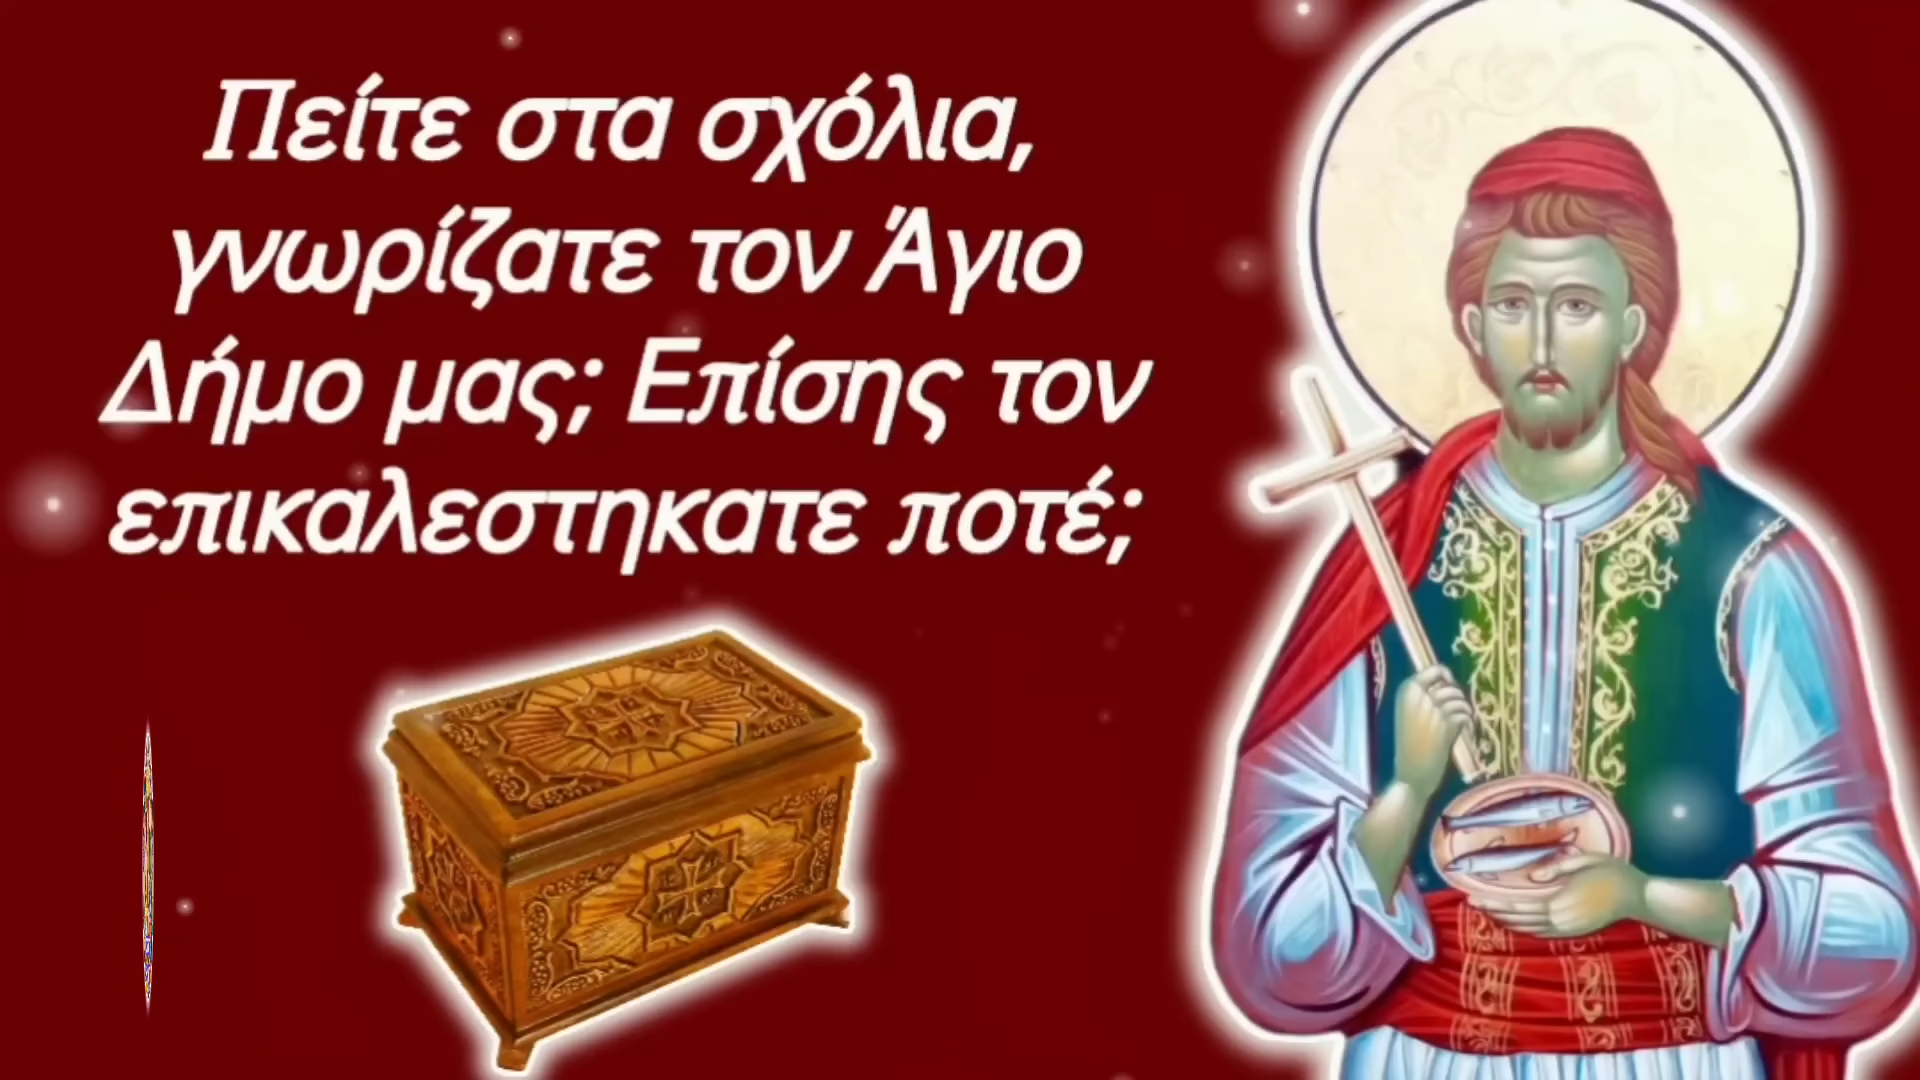 Πείτε στα σχόλια,
γνωρίζατε τον Άγιο
Δήμο μας; Επίσης τον
επικαλεστηκατε ποτέ;